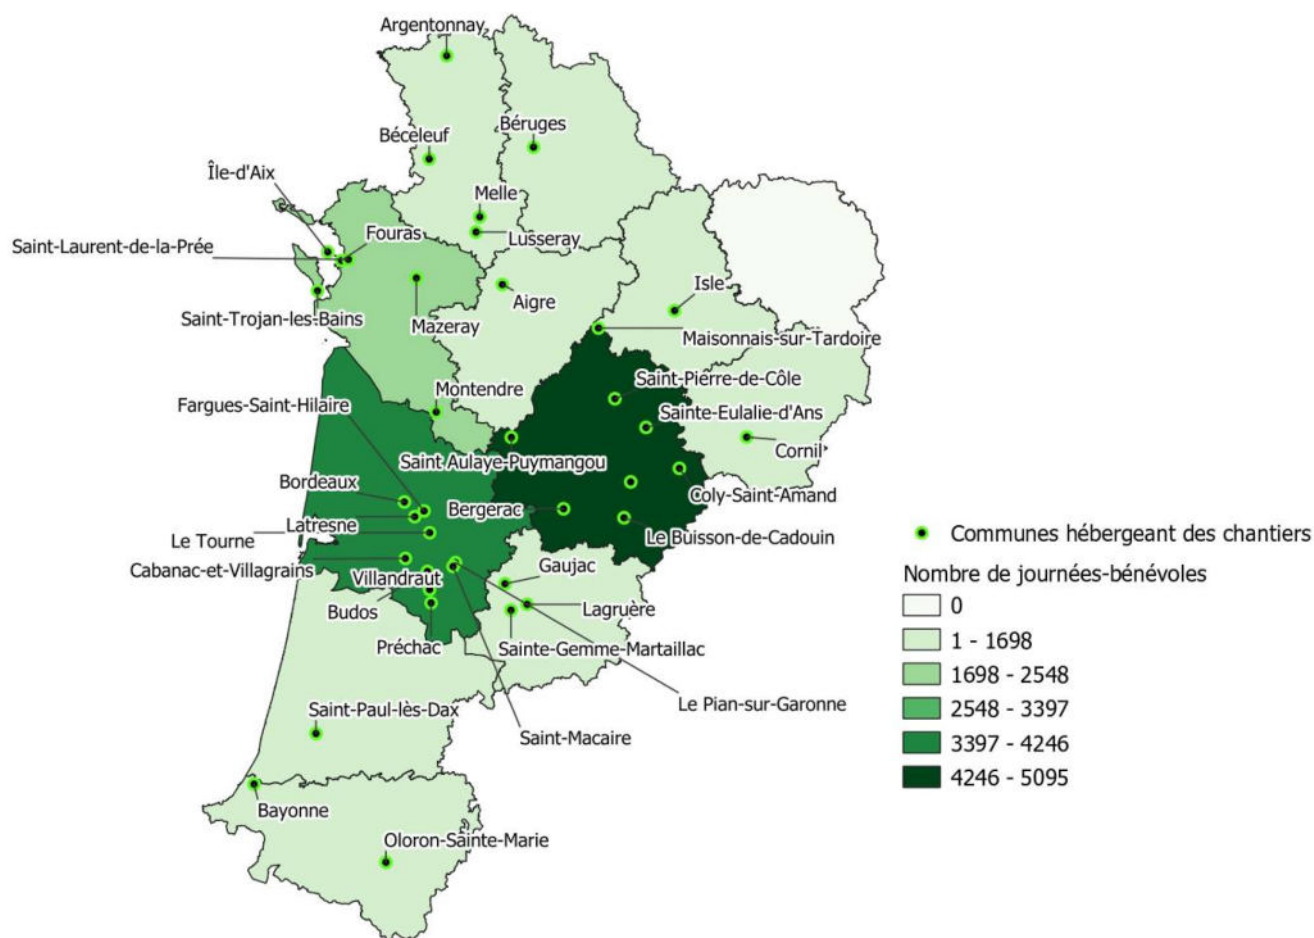 Argentonnay
Béceleuf
Béruges
Île-d'Aix
Melle
Saint-Laurent-de-la-Prée
Fouras
Lusseray
Aigre
Isle
Saint-Trojan-les-Bains
Mazeray
Maisonnais-sur-Tardoire
Saint-Pierre-de-Côle
Fargues-Saint-Hilaire
Montendre
Sainte-Eulalie-d'Ans
Cornil
Saint Aulaye-Puymangou
Bordeaux
Coly-Saint-Amand
Bergerac
Latresne
Le Tourne
Le Buisson-de-Cadouin
Cabanac-et-Villagrains
Villandraut
Gaujac
Budos
Lagruère
Préchac
Sainte-Gemme-Martaillac
Le Pian-sur-Garonne
Saint-Paul-lès-Dax
Saint-Macaire
Bayonne
Oloron-Sainte-Marie
Communes hébergeant des chantiers
Nombre de journées-bénévoles
0
1 - 1698
1698 - 2548
2548 - 3397
3397 - 4246
4246 - 5095